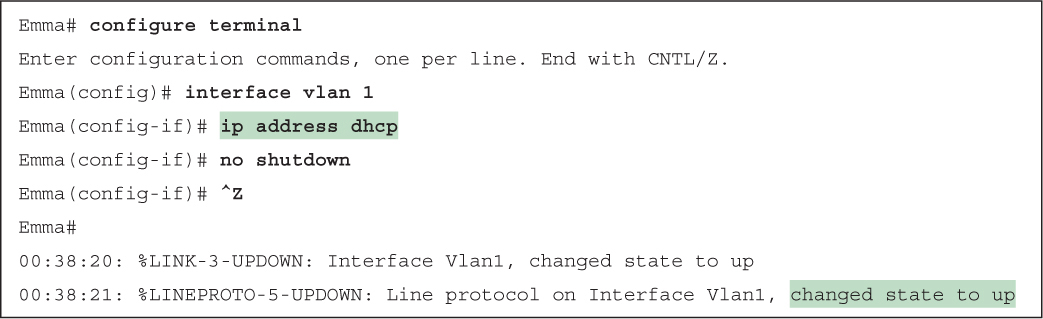 Emma# configure terminal
Enter configuration commands, one per line. End with CNTL/Z.
Emma(config)# interface vlan 1
Emma(config-if)# ip address dhcp
Emma(config-if)# no shutdown
Emma(config-if)# ^Z
Emma#
00:38:20: %LINK-3-UPDOWN: Interface Vlan1, changed state to up
00:38:21: %LINEPROTO-5-UPDOWN: Line protocol on Interface Vlan1, changed state to up